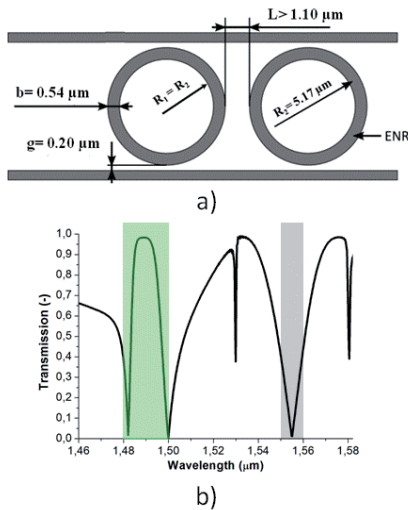 L> 1.10 µm
b= 0.54 µm
R₁ = R₂
R₂= 5.17 µm
ENR
g= 0.20 µm
a)
1,0
0,9
0,8
0,7
0,6
0,5
0,4
0,3
0,2
0,1
0,0
Transmission (-)
1,46 1,48 1,50 1,52 1,54 1,56 1,58
Wavelength (µm)
b)